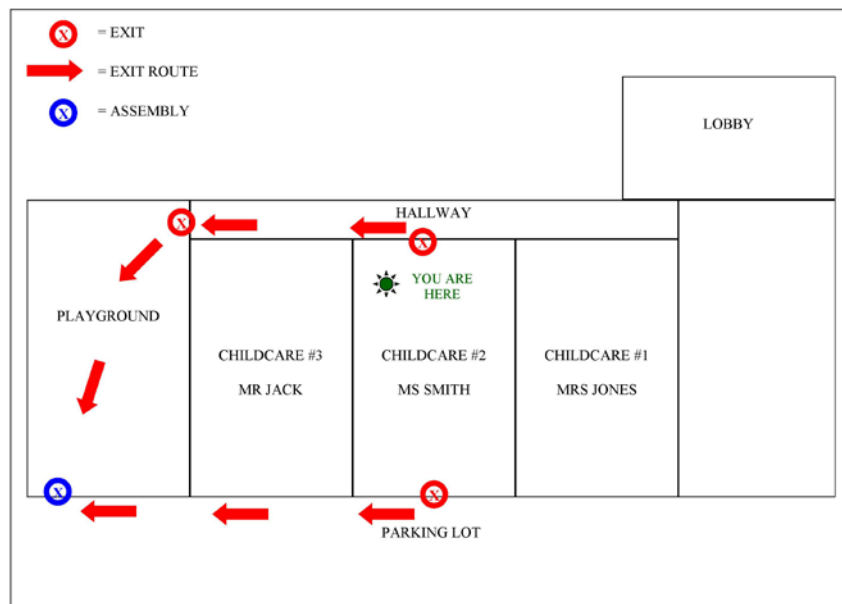 X = EXIT
= EXIT ROUTE
X = ASSEMBLY
LOBBY
HALLWAY
X
X
YOU ARE
HERE
PLAYGROUND
CHILDCARE #3
MR JACK
CHILDCARE #2
MS SMITH
CHILDCARE #1
MRS JONES
X
X
PARKING LOT